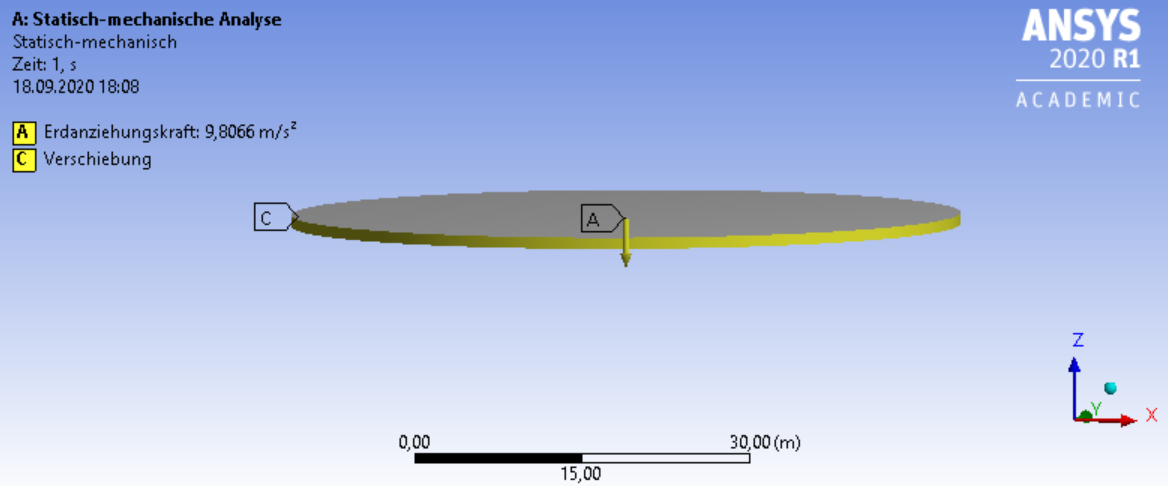 A: Statisch-mechanische Analyse
Statisch-mechanisch
Zeit: 1, s
18.09.2020 18:08
A Erdanziehungskraft: 9,8066 m/s²
C Verschiebung
ANSYS
2020 R1
ACADEMIC
C
A
Z
Y
X
0,00 30,00 (m)
15,00